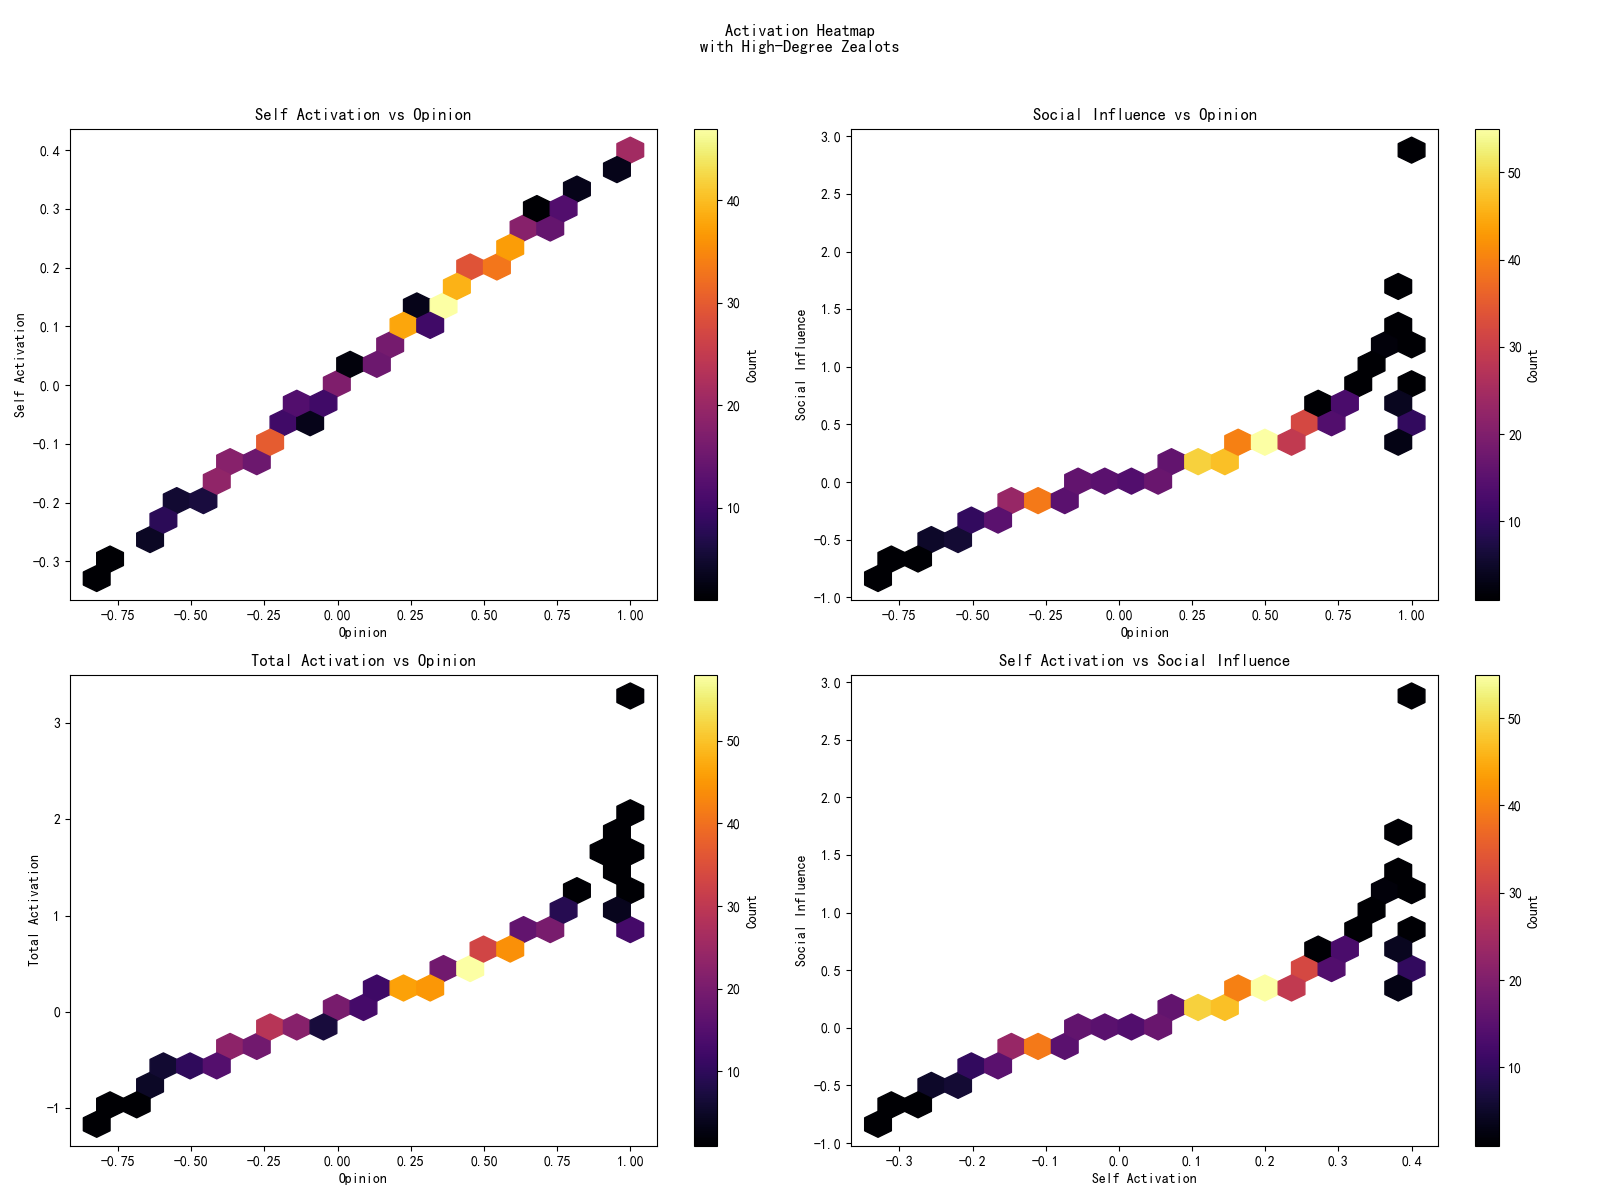 Activation Heatmap
with High-Degree Zealots
Self Activation vs Opinion
Self Activation
0.4
0.3
0.2
0.1
0.0
−0.1
−0.2
−0.3
−0.75 −0.50 −0.25 0.00 0.25 0.50 0.75 1.00
Opinion
40
30
20
10
Count
Social Influence vs Opinion
Social Influence
3.0
2.5
2.0
1.5
1.0
0.5
0.0
−0.5
−1.0
−0.75 −0.50 −0.25 0.00 0.25 0.50 0.75 1.00
Opinion
50
40
30
20
10
Count
Total Activation vs Opinion
Total Activation
3
2
1
0
−1
−0.75 −0.50 −0.25 0.00 0.25 0.50 0.75 1.00
Opinion
50
40
30
20
10
Count
Self Activation vs Social Influence
Social Influence
3.0
2.5
2.0
1.5
1.0
0.5
0.0
−0.5
−1.0
−0.3 −0.2 −0.1 0.0 0.1 0.2 0.3 0.4
Self Activation
50
40
30
20
10
Count